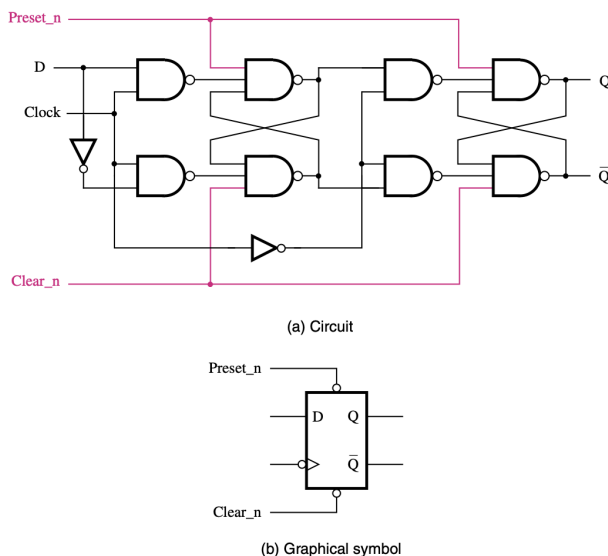 Preset_n
D
Q
Clock
Q̅
Clear_n
(a) Circuit
Preset_n
D Q
Q̅
Clear_n
(b) Graphical symbol